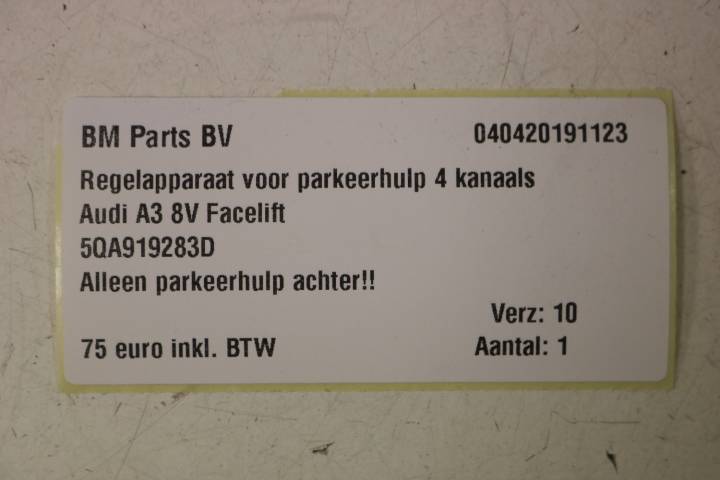 BM Parts BV 040420191123
Regelapparaat voor parkeerhulp 4 kanaals
Audi A3 8V Facelift
5QA919283D
Alleen parkeerhulp achter!!
Verz: 10
75 euro inkl. BTW Aantal: 1